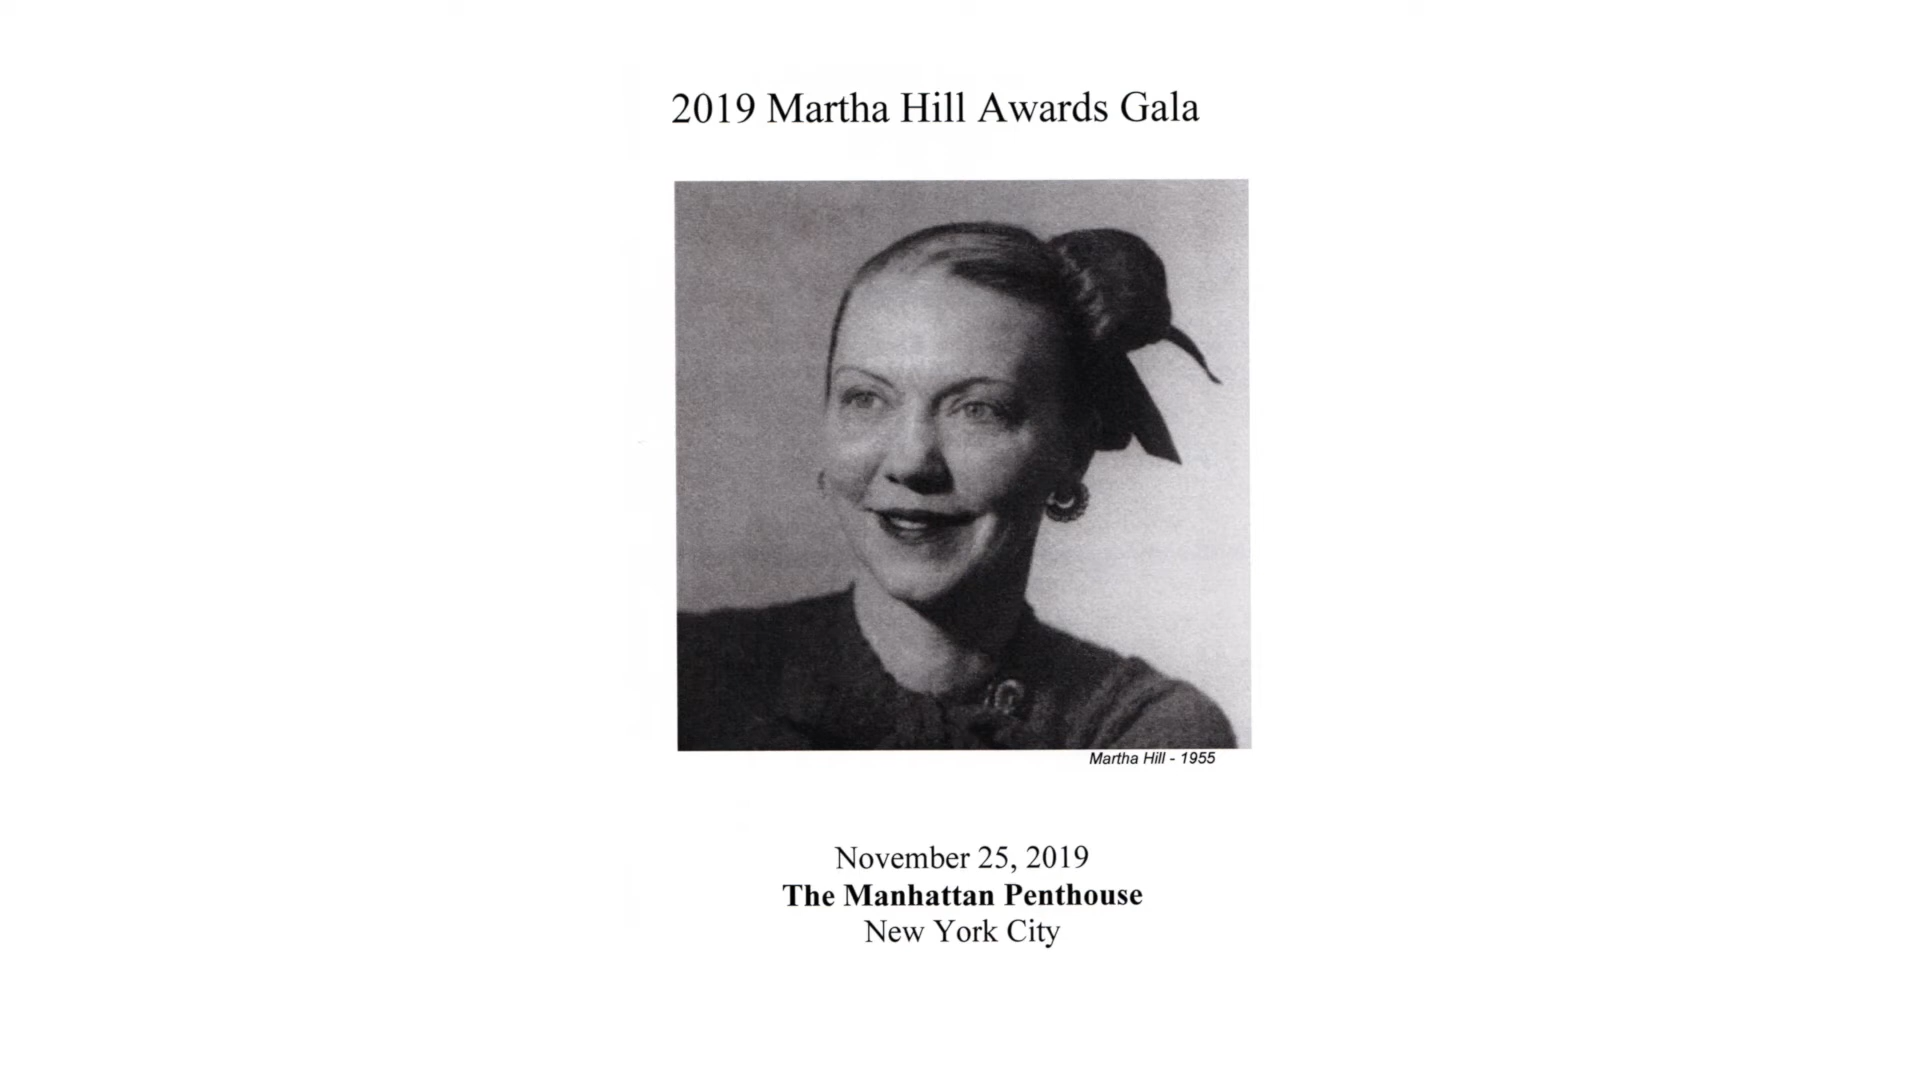 2019 Martha Hill Awards Gala
Martha Hill - 1955
November 25, 2019
The Manhattan Penthouse
New York City